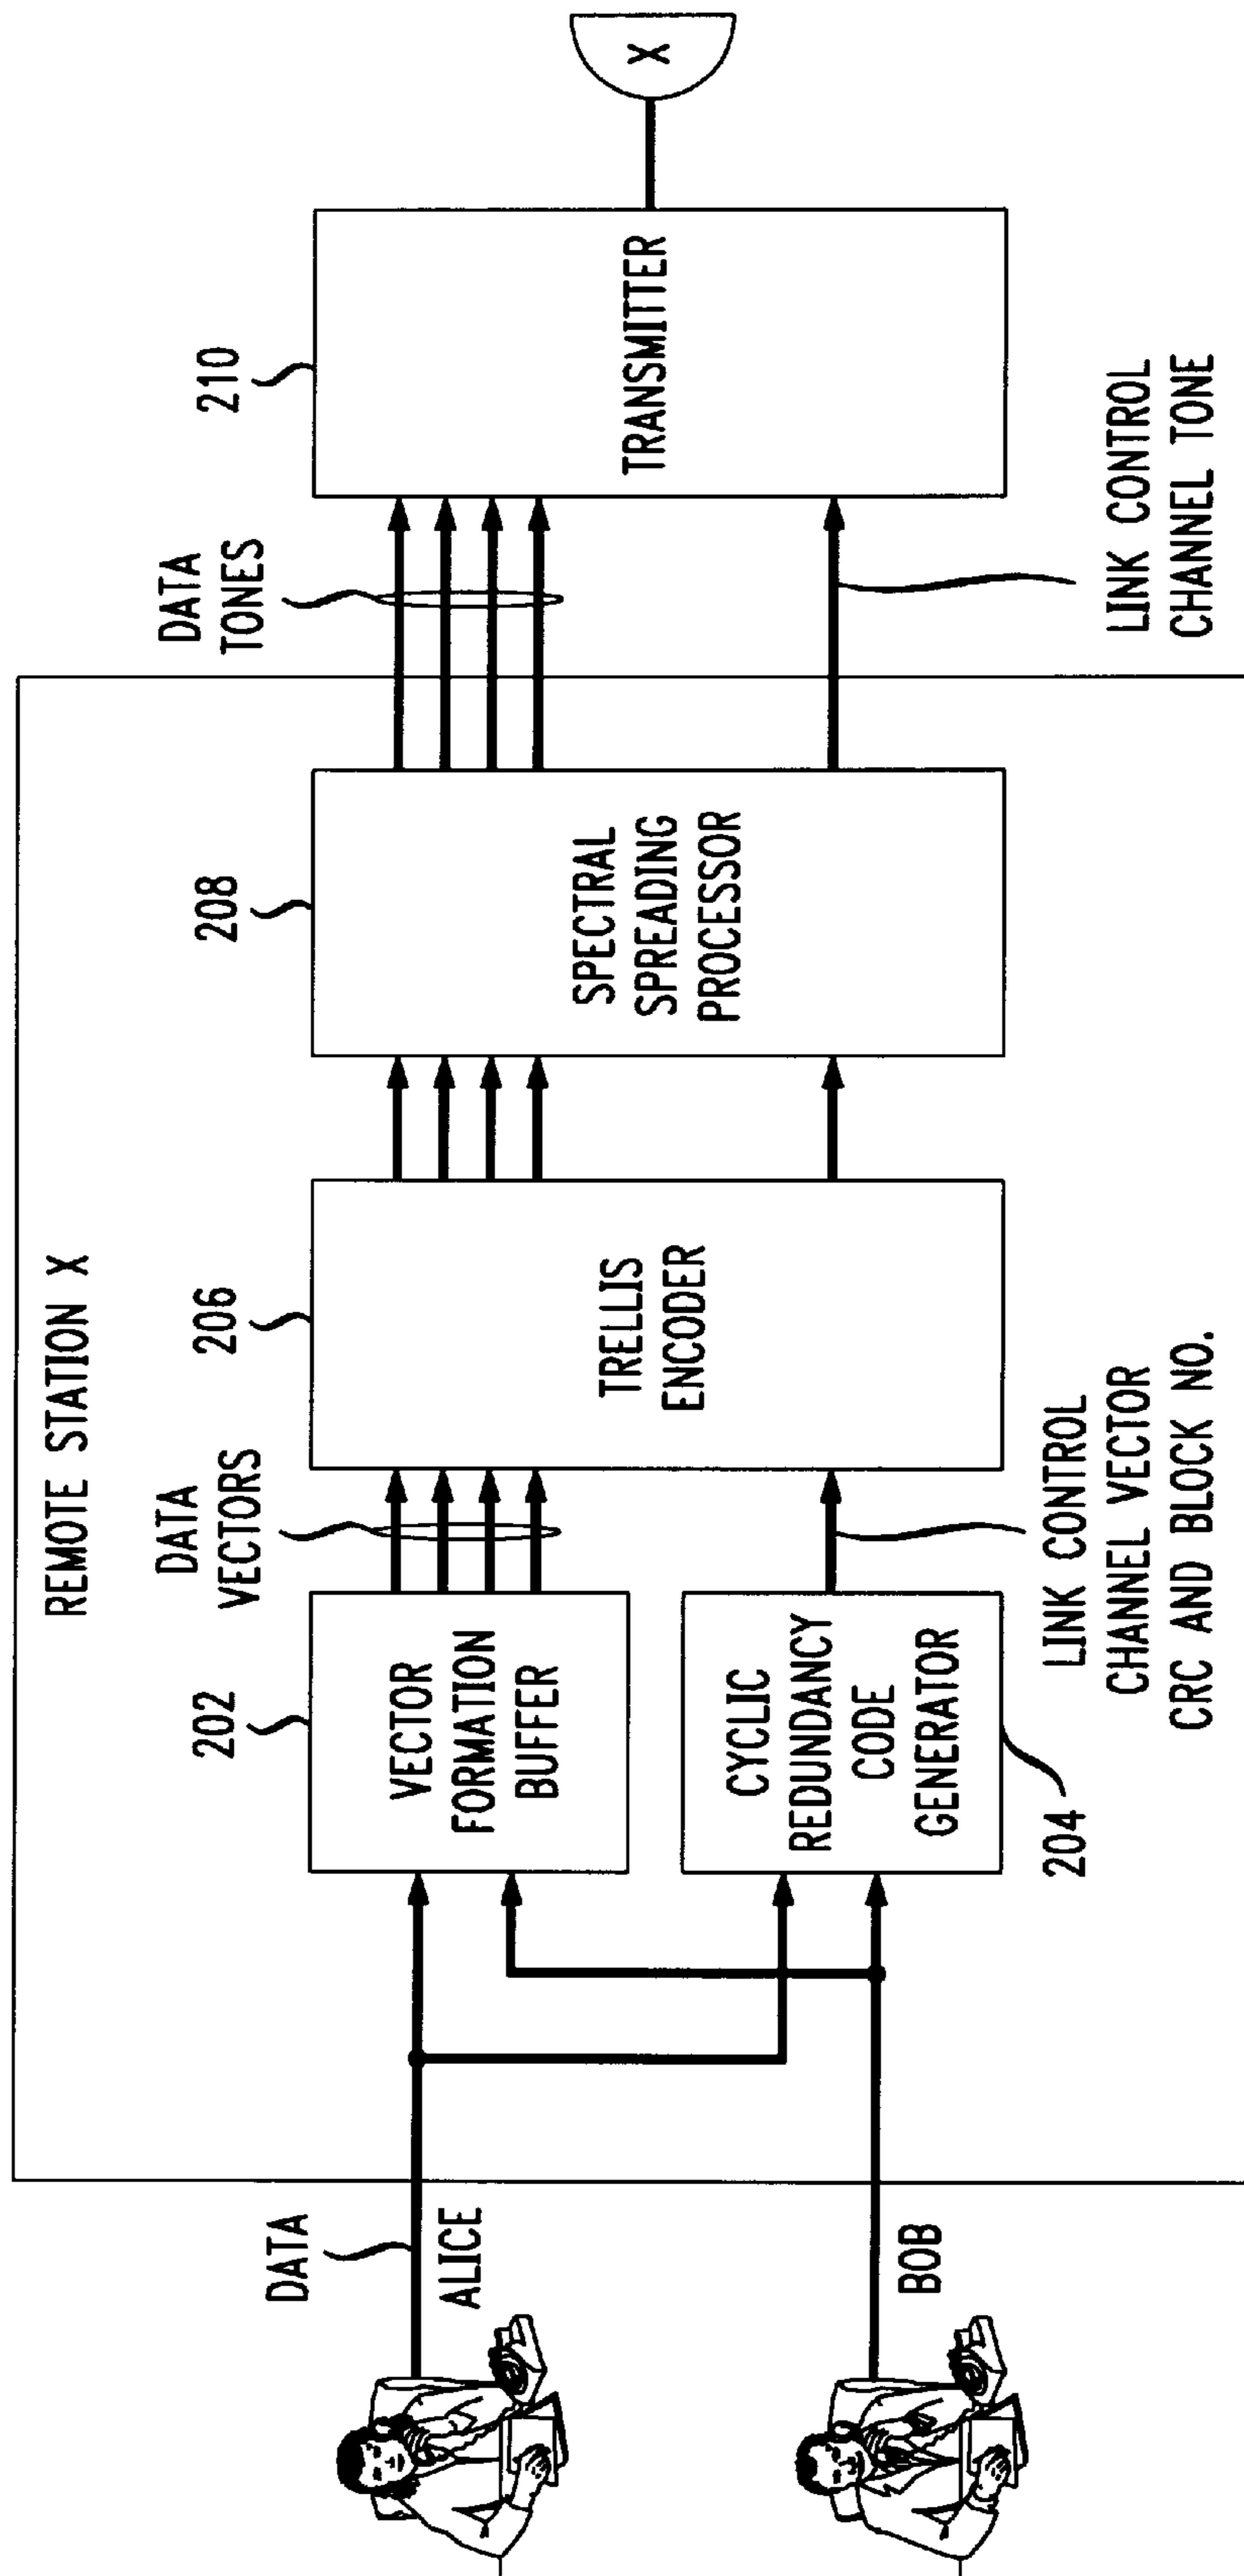 REMOTE STATION X
DATA
ALICE
BOB
202
VECTOR
FORMATION
BUFFER
CYCLIC
REDUNDANCY
CODE
GENERATOR
204
DATA
VECTORS
LINK CONTROL
CHANNEL VECTOR
CRC AND BLOCK NO.
206
TRELLIS
ENCODER
208
SPECTRAL
SPREADING
PROCESSOR
DATA
TONES
LINK CONTROL
CHANNEL TONE
210
TRANSMITTER
X